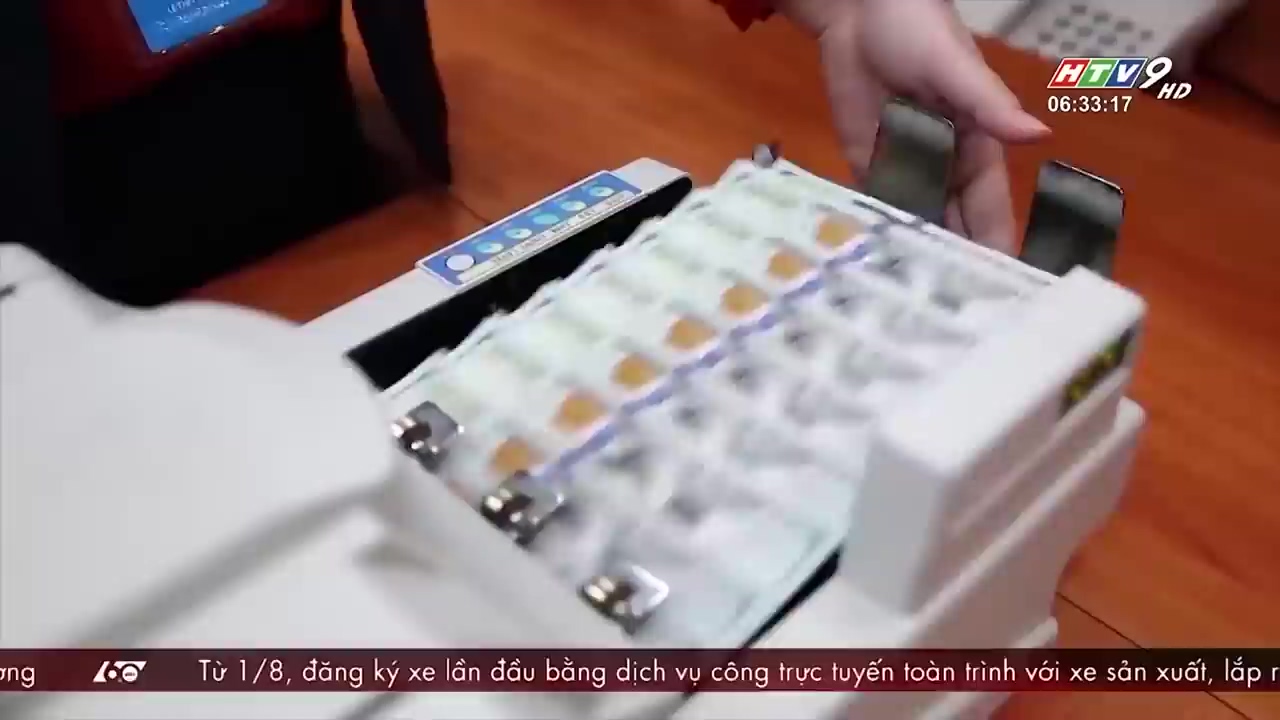 HTV9 HD
06:33:17
ơng 60 Từ 1/8, đăng ký xe lần đầu bằng dịch vụ công trực tuyến toàn trình với xe sản xuất, lắp